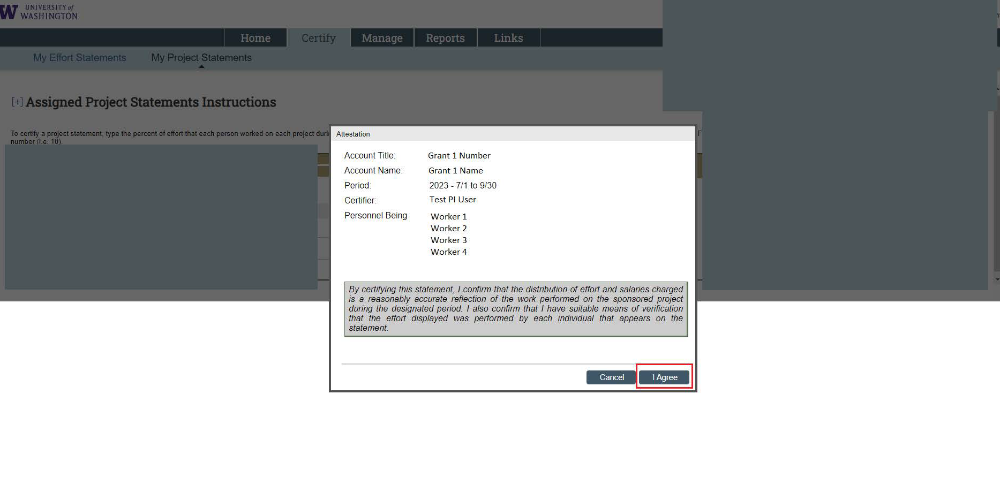 UNIVERSITY of
WASHINGTON
Home
Certify
Manage
Reports
Links
My Effort Statements
My Project Statements
[+] Assigned Project Statements Instructions
To certify a project statement, type the percent of effort that each person worked on each project
number (i.e. 10).
Attestation
Account Title: Grant 1 Number
Account Name: Grant 1 Name
Period: 2023 - 7/1 to 9/30
Certifier: Test PI User
Personnel Being Worker 1
Worker 2
Worker 3
Worker 4
By certifying this statement, I confirm that the distribution of effort and salaries charged
is a reasonably accurate reflection of the work performed on the sponsored project
during the designated period. I also confirm that I have suitable means of verification
that the effort displayed was performed by each individual that appears on the
statement.
Cancel
I Agree